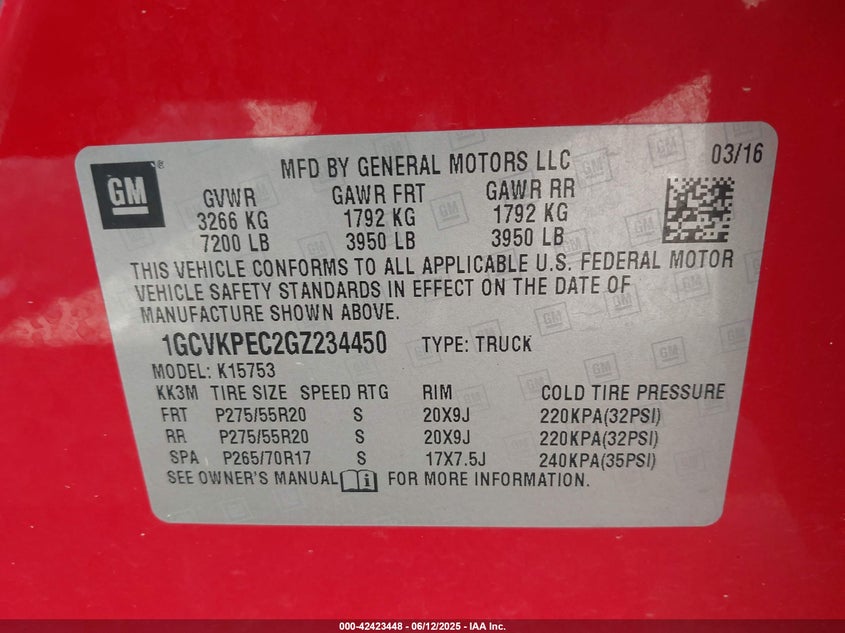 GM
®
MFD BY GENERAL MOTORS LLC 03/16
GVWR GAWR FRT GAWR RR
3266 KG 1792 KG 1792 KG
7200 LB 3950 LB 3950 LB
THIS VEHICLE CONFORMS TO ALL APPLICABLE U.S. FEDERAL MOTOR
VEHICLE SAFETY STANDARDS IN EFFECT ON THE DATE OF
MANUFACTURE SHOWN ABOVE.
1GCVKPEC2GZ234450 TYPE: TRUCK
MODEL: K15753
KK3M TIRE SIZE SPEED RTG RIM COLD TIRE PRESSURE
FRT P275/55R20 S 20X9J 220KPA(32PSI)
RR P275/55R20 S 20X9J 220KPA(32PSI)
SPA P265/70R17 S 17X7.5J 240KPA(35PSI)
SEE OWNER'S MANUAL i FOR MORE INFORMATION.
000-42423448 - 06/12/2025 - IAA Inc.